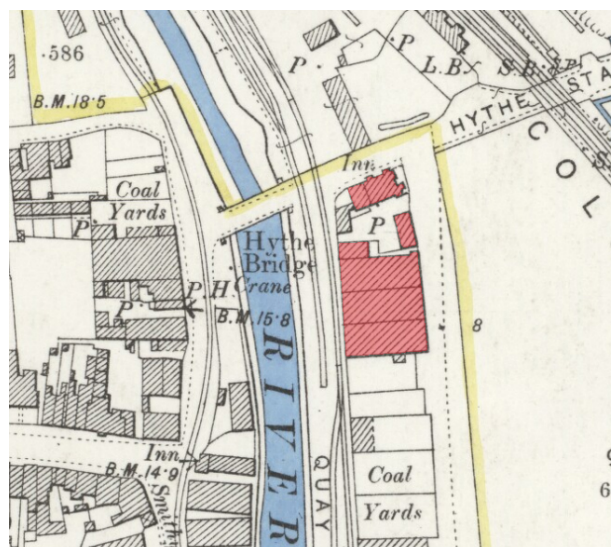 ·586
P.
P
L.B.
S.B.
S.P.
B.M.18·5
HYTHE STA
COL
Inn
Coal
Yards
P
P
Hythe
Bridge
Crane
P.H.
P
B.M.15·8
8
RIVER
Inn
B.M.14·9
QUAY
Coal
Yards
Smith
6